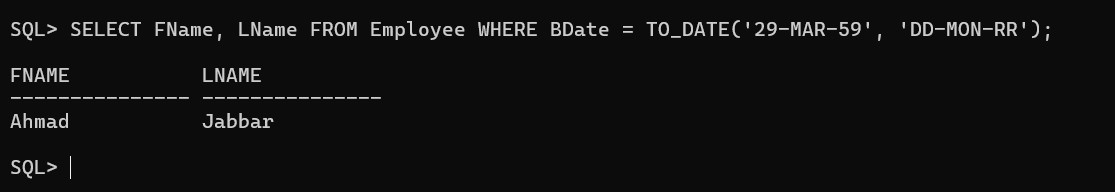 SQL> SELECT FName, LName FROM Employee WHERE BDate = TO_DATE('29-MAR-59', 'DD-MON-RR');
FNAME           LNAME
--------------- ---------------
Ahmad           Jabbar
SQL>